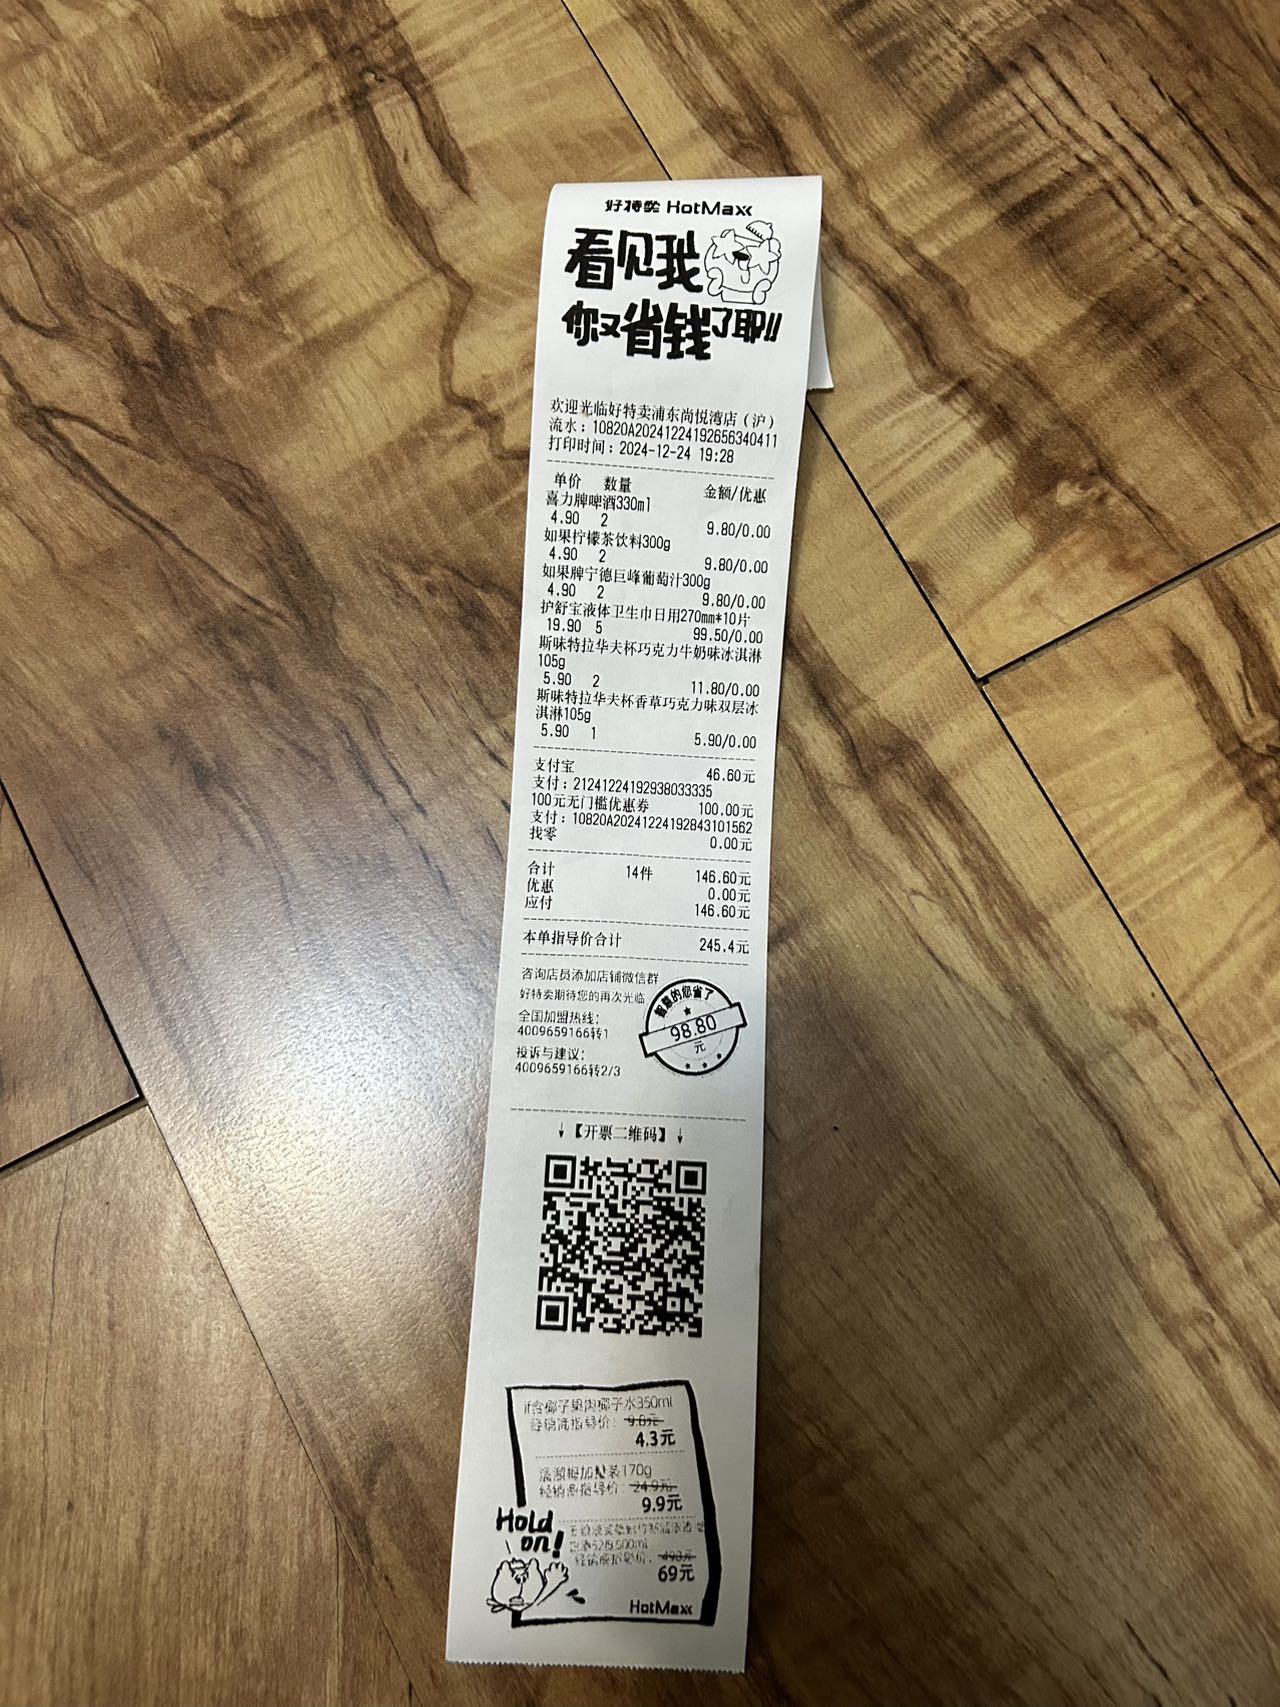 好特卖 HotMaxx
看见我
你又省钱了耶!!
欢迎光临好特卖浦东尚悦湾店（沪）
流水：10820A20241224192656340411
打印时间：2024-12-24 19:28
单价 数量 金额/优惠
喜力牌啤酒330ml
4.90 2 9.80/0.00
如果柠檬茶饮料300g
4.90 2 9.80/0.00
如果牌宁德巨峰葡萄汁300g
4.90 2 9.80/0.00
护舒宝液体卫生巾日用270mm*10片
19.90 5 99.50/0.00
斯味特拉华夫杯巧克力牛奶味冰淇淋
105g
5.90 2 11.80/0.00
斯味特拉华夫杯香草巧克力味双层冰
淇淋105g
5.90 1 5.90/0.00
支付宝 46.60元
支付：21241224192938033335
100元无门槛优惠券 100.00元
支付：10820A20241224192843101562
找零 0.00元
合计 14件 146.60元
优惠 0.00元
应付 146.60元
本单指导价合计 245.4元
咨询店员添加店铺微信群
好特卖期待您的再次光临
全国加盟热线：
4009659166转1
投诉与建议：
4009659166转2/3
智慧的您省了
98.80
元
↓【开票二维码】↓
if含椰子果肉椰子水350ml
经销商指导价： 9.8元
4.3元
170g
经销商指导价： 24.9元
9.9元
Hold
on!
500ml
经销商指导价： 493元
69元
HotMaxx